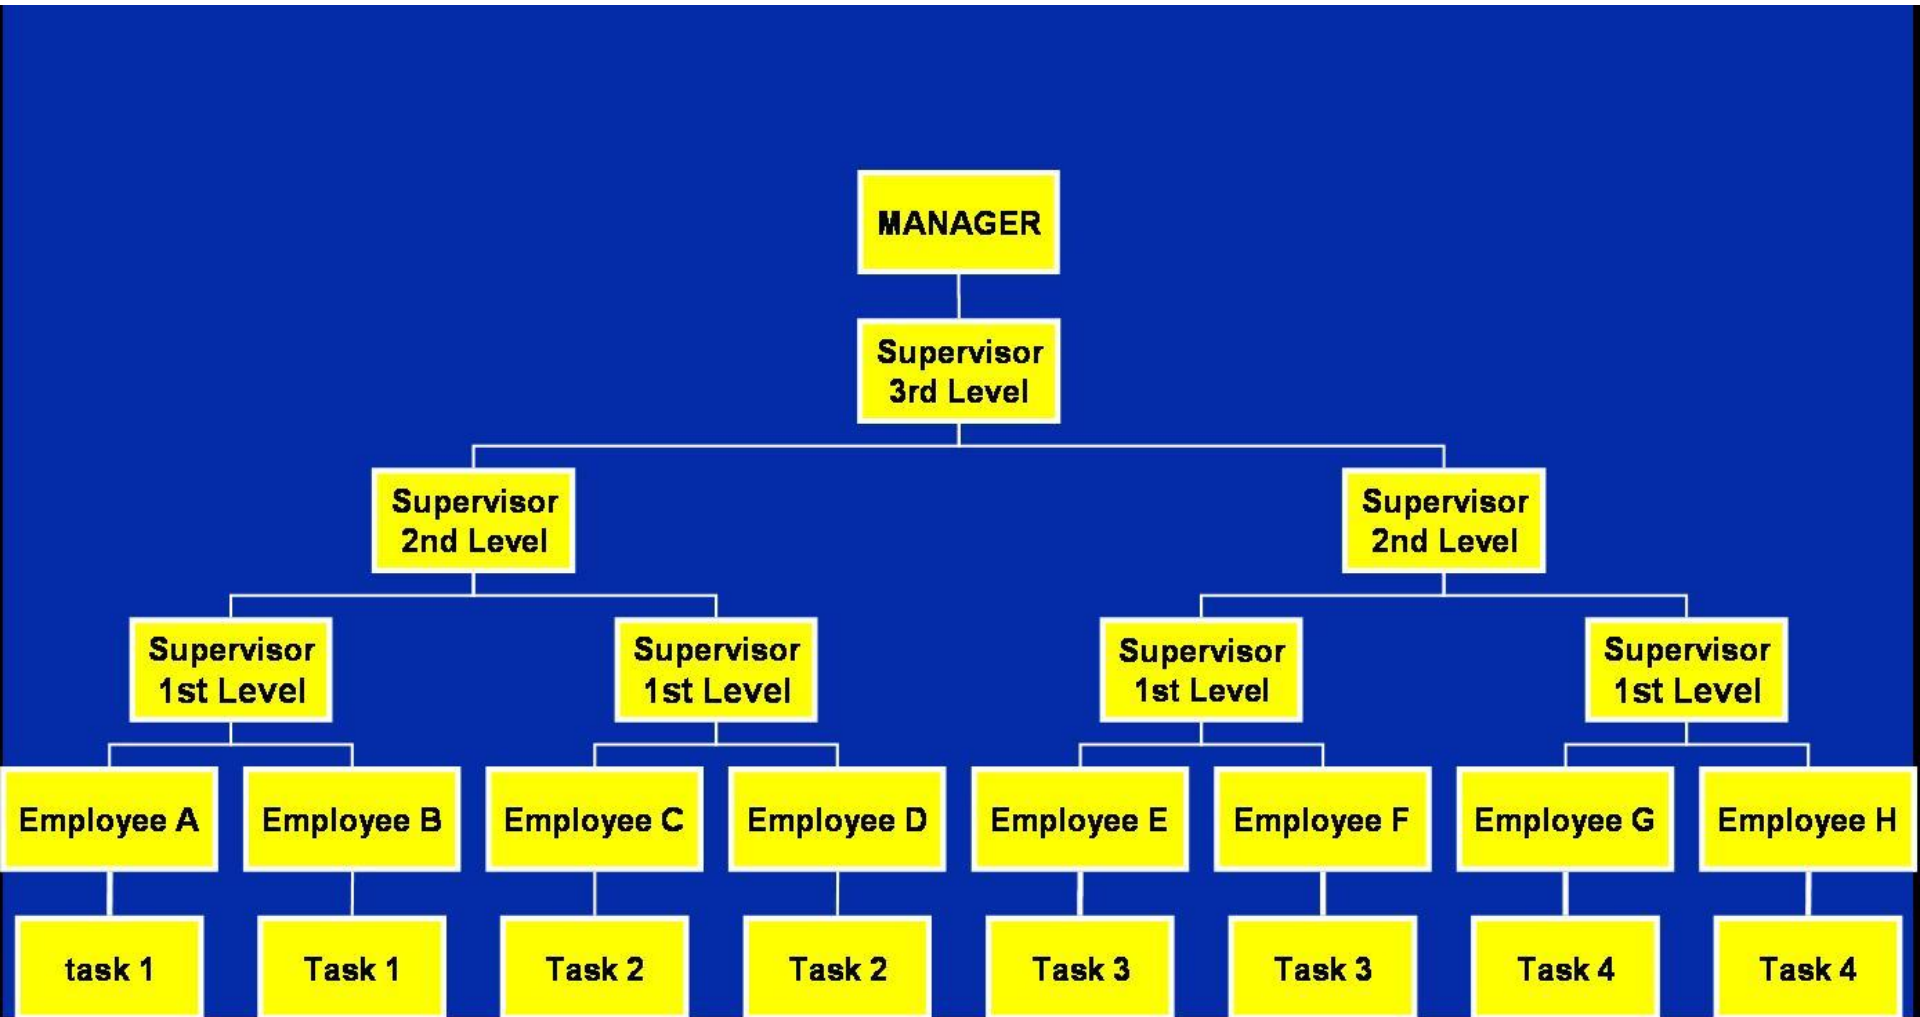 MANAGER
Supervisor
3rd Level
Supervisor
2nd Level
Supervisor
2nd Level
Supervisor
1st Level
Supervisor
1st Level
Supervisor
1st Level
Supervisor
1st Level
Employee A
Employee B
Employee C
Employee D
Employee E
Employee F
Employee G
Employee H
task 1
Task 1
Task 2
Task 2
Task 3
Task 3
Task 4
Task 4